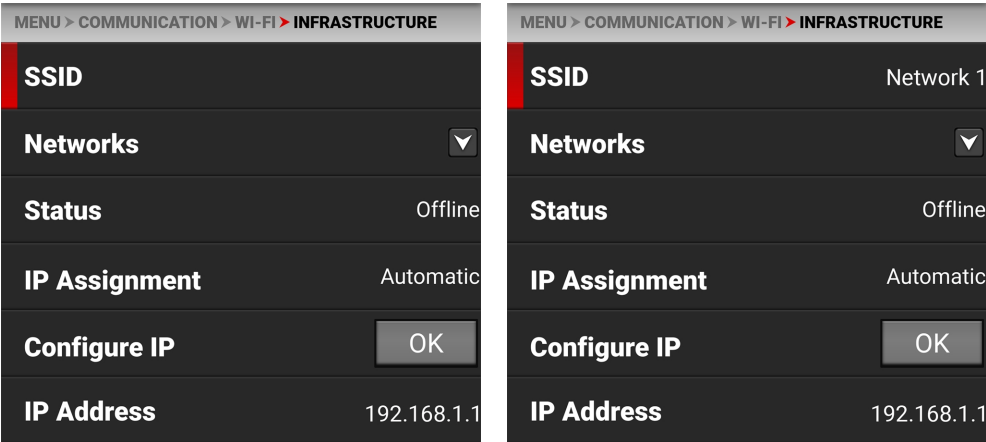 MENU > COMMUNICATION > WI-FI > INFRASTRUCTURE
SSID
Networks
Status Offline
IP Assignment Automatic
Configure IP OK
IP Address 192.168.1.1
MENU > COMMUNICATION > WI-FI > INFRASTRUCTURE
SSID Network 1
Networks
Status Offline
IP Assignment Automatic
Configure IP OK
IP Address 192.168.1.1